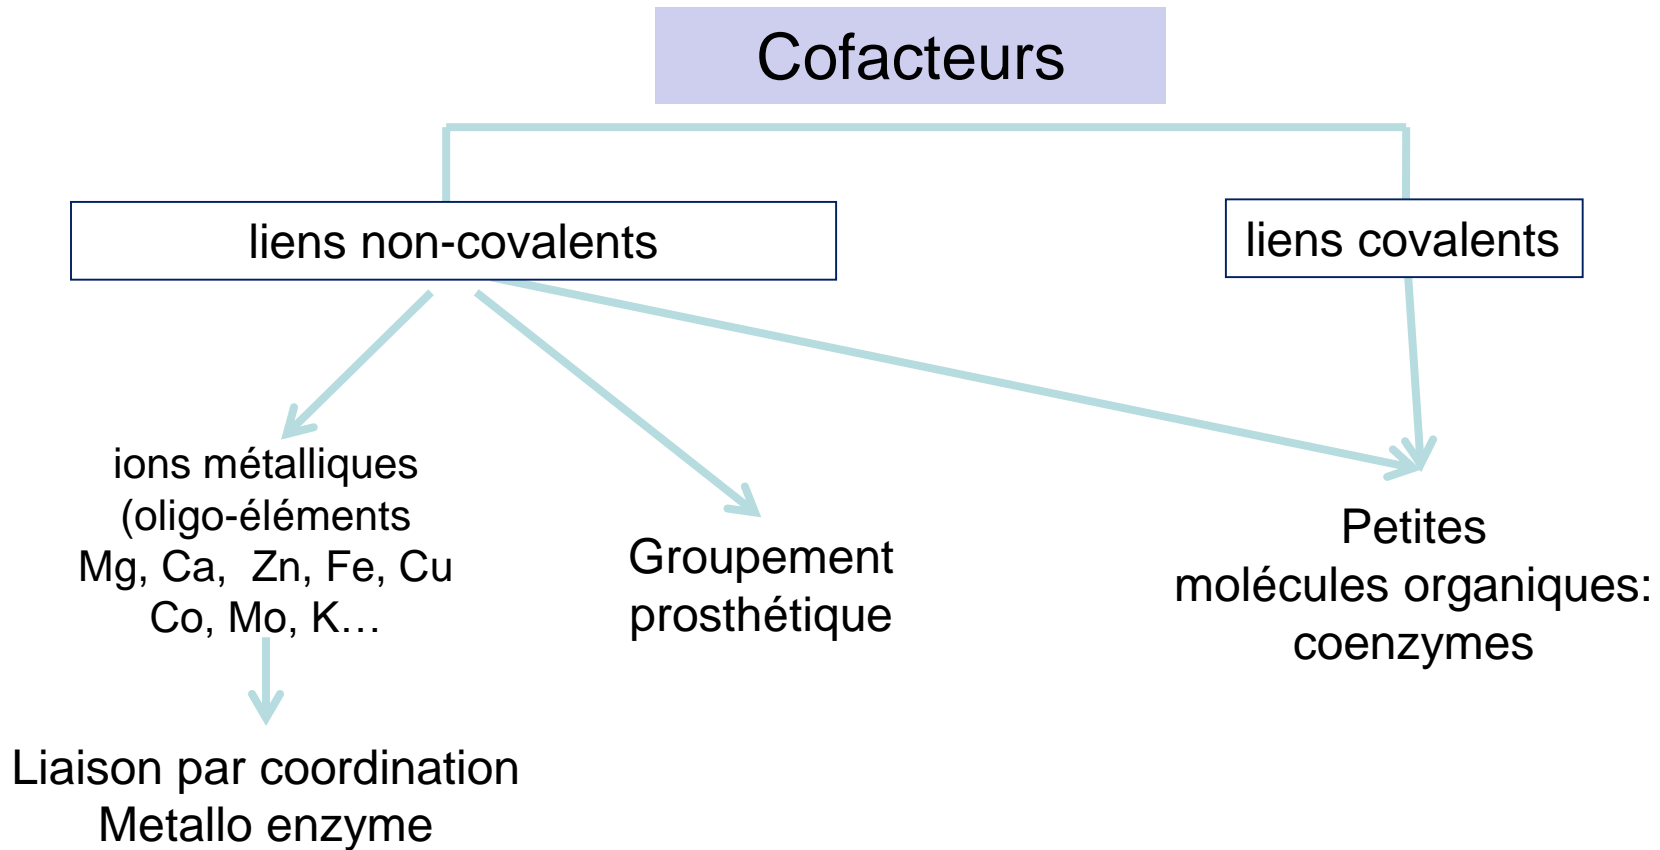 Cofacteurs
liens non-covalents
liens covalents
ions métalliques
(oligo-éléments
Mg, Ca,  Zn, Fe, Cu
Co, Mo, K…
Groupement
prosthétique
Petites
molécules organiques:
coenzymes
Liaison par coordination
Metallo enzyme